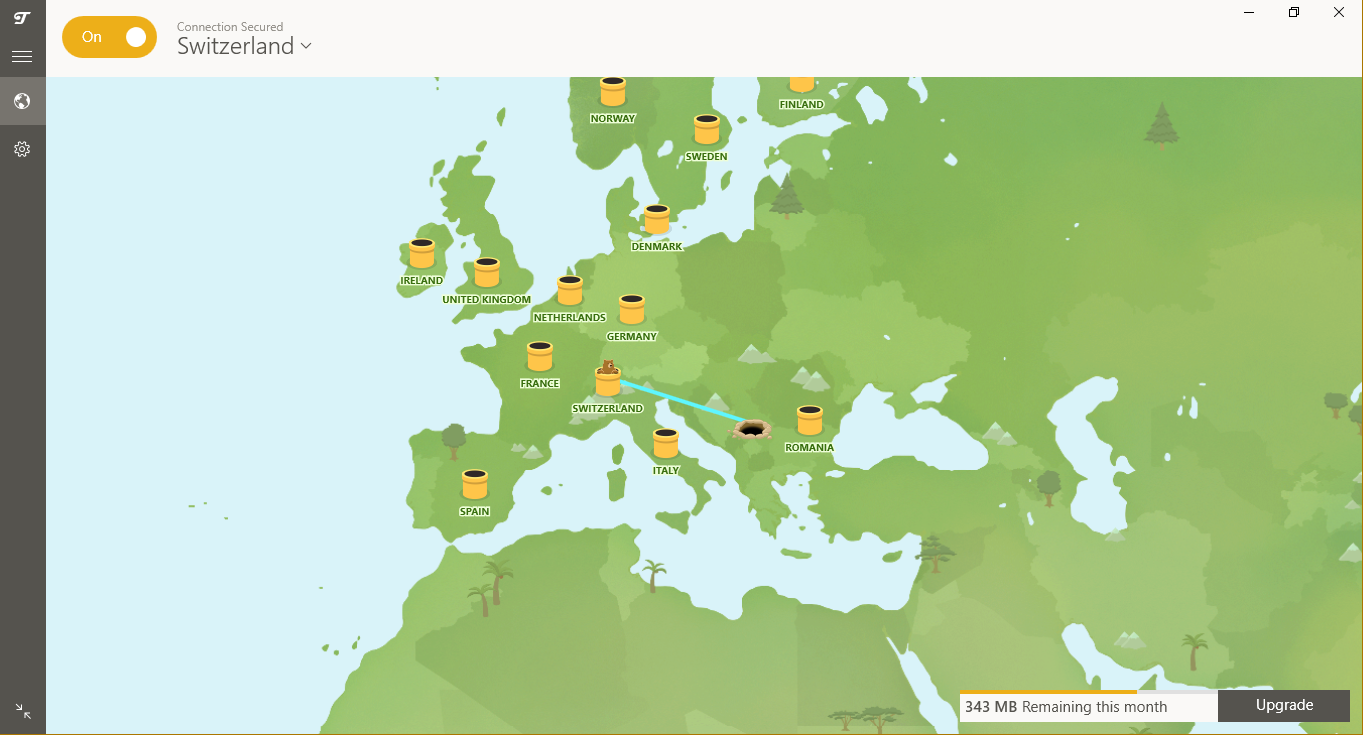 On
Connection Secured
Switzerland
NORWAY
FINLAND
SWEDEN
DENMARK
IRELAND
UNITED KINGDOM
NETHERLANDS
GERMANY
FRANCE
SWITZERLAND
ROMANIA
ITALY
SPAIN
343 MB Remaining this month
Upgrade